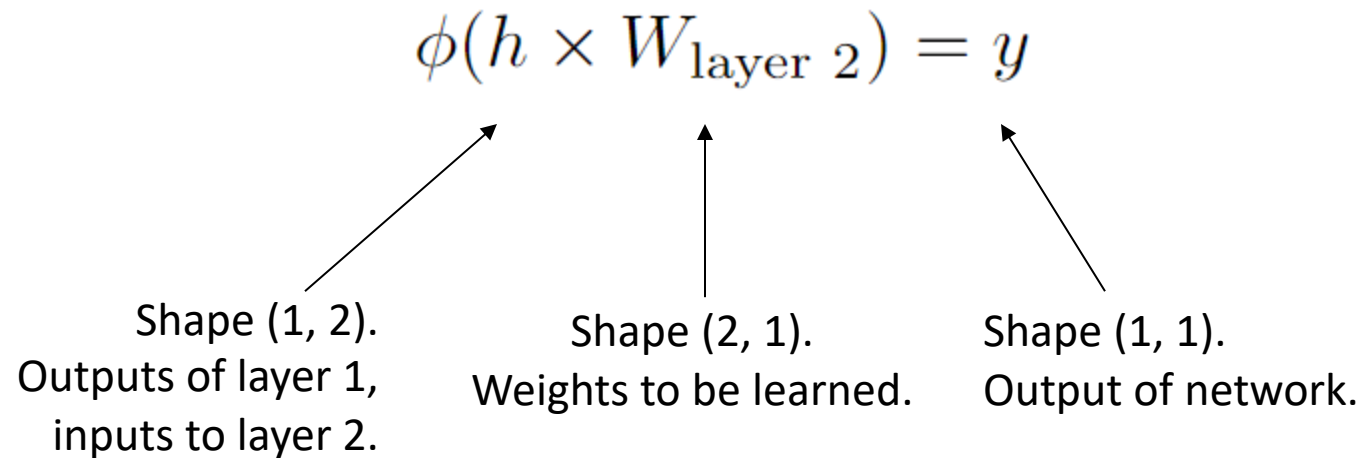 ϕ(h × W_layer 2) = y
Shape (1, 2).
Outputs of layer 1,
inputs to layer 2.
Shape (2, 1).
Weights to be learned.
Shape (1, 1).
Output of network.